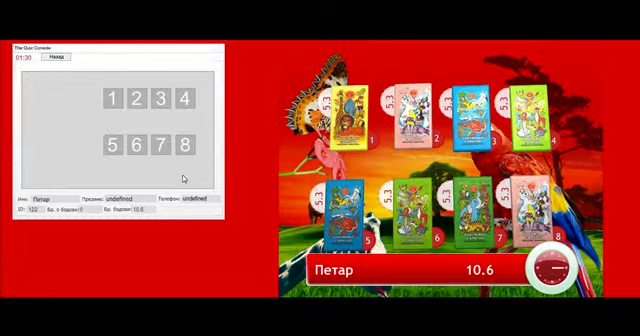 The Quiz Console
01:30
Назад
1 2 3 4
5 6 7 8
Име: Петар
Презиме: undefined
Телефон: undefined
ID: 122
Бр. о бодови: 0
Бр. бодови: 10.6
5.3 1
5.3 2
5.3 3
5.3 4
5.3 5
5.3 6
5.3 7
5.3 8
Петар 10.6